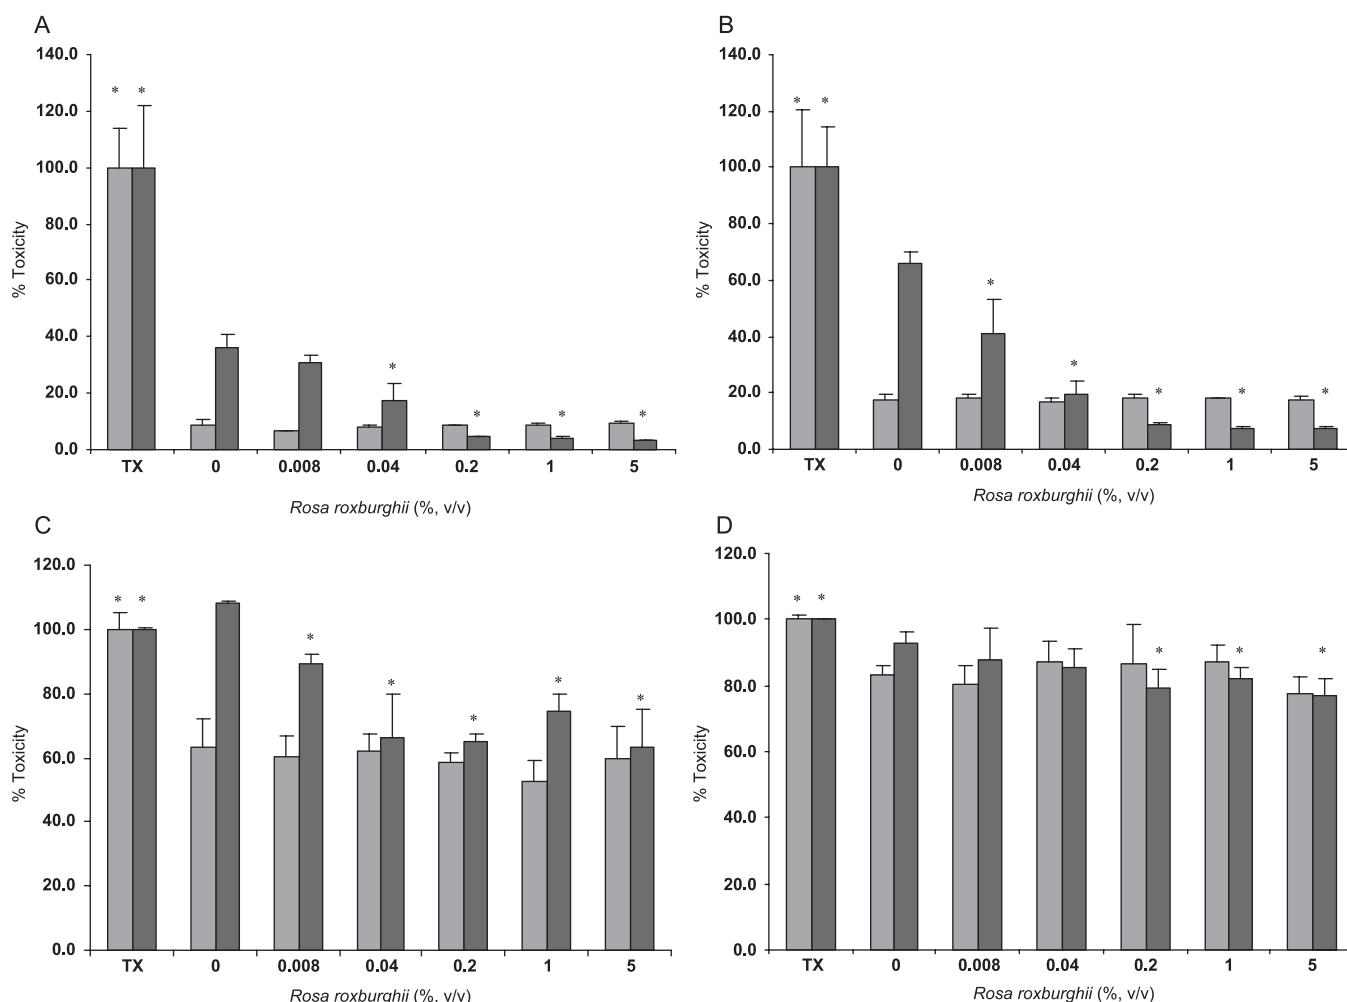 A
140.0
120.0
100.0
80.0
60.0
40.0
20.0
0.0
% Toxicity
* * * * * *
TX 0 0.008 0.04 0.2 1 5
Rosa roxburghii (%, v/v)
B
140.0
120.0
100.0
80.0
60.0
40.0
20.0
0.0
% Toxicity
* * * * * * *
TX 0 0.008 0.04 0.2 1 5
Rosa roxburghii (%, v/v)
C
120.0
100.0
80.0
60.0
40.0
20.0
0.0
% Toxicity
* * * * * * *
TX 0 0.008 0.04 0.2 1 5
Rosa roxburghii (%, v/v)
D
120.0
100.0
80.0
60.0
40.0
20.0
0.0
% Toxicity
* * * * *
TX 0 0.008 0.04 0.2 1 5
Rosa roxburghii (%, v/v)